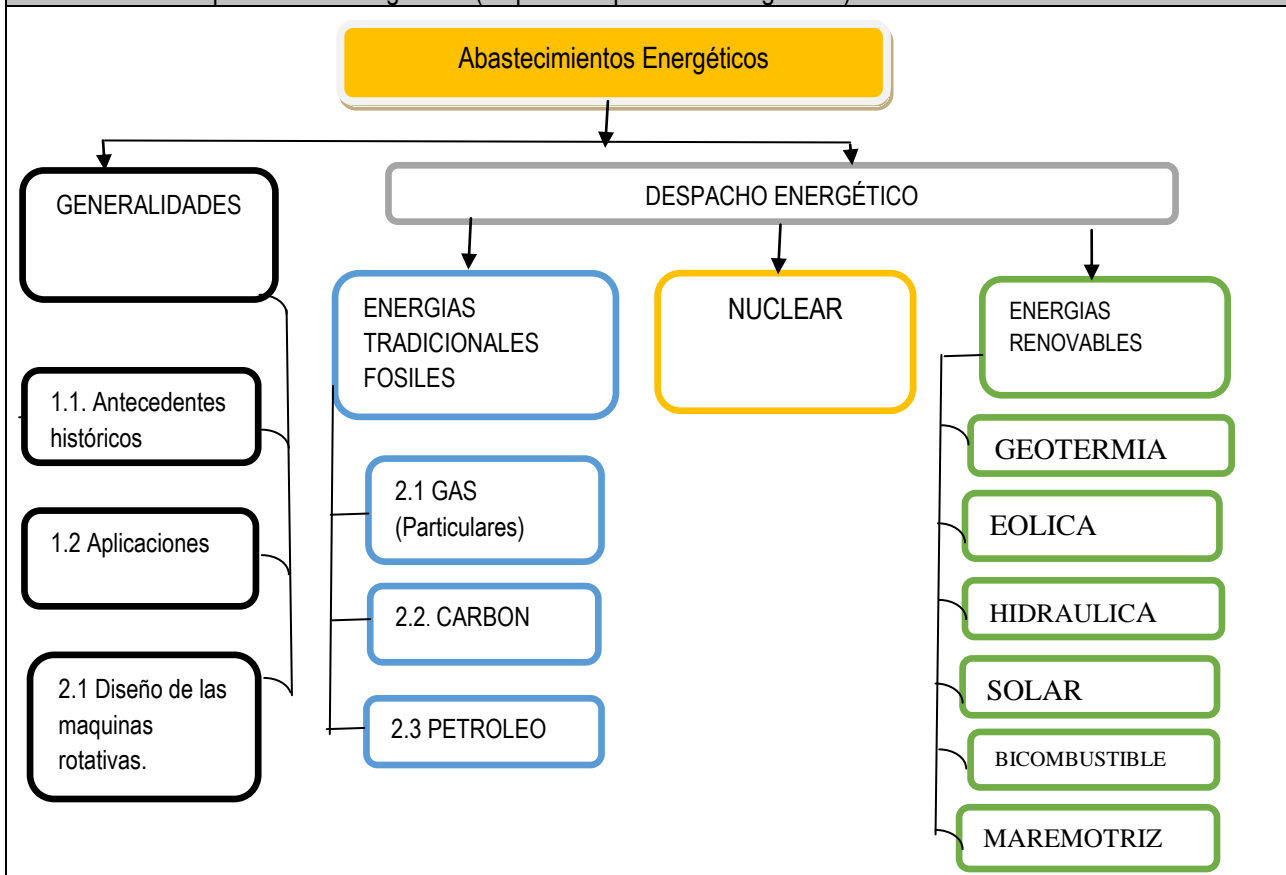 Abastecimientos Energéticos
GENERALIDADES
DESPACHO ENERGÉTICO
ENERGIAS
TRADICIONALES
FOSILES
NUCLEAR
ENERGIAS
RENOVABLES
1.1. Antecedentes
históricos
1.2 Aplicaciones
2.1 Diseño de las
maquinas
rotativas.
2.1 GAS
(Particulares)
2.2. CARBON
2.3 PETROLEO
GEOTERMIA
EOLICA
HIDRAULICA
SOLAR
BICOMBUSTIBLE
MAREMOTRIZ